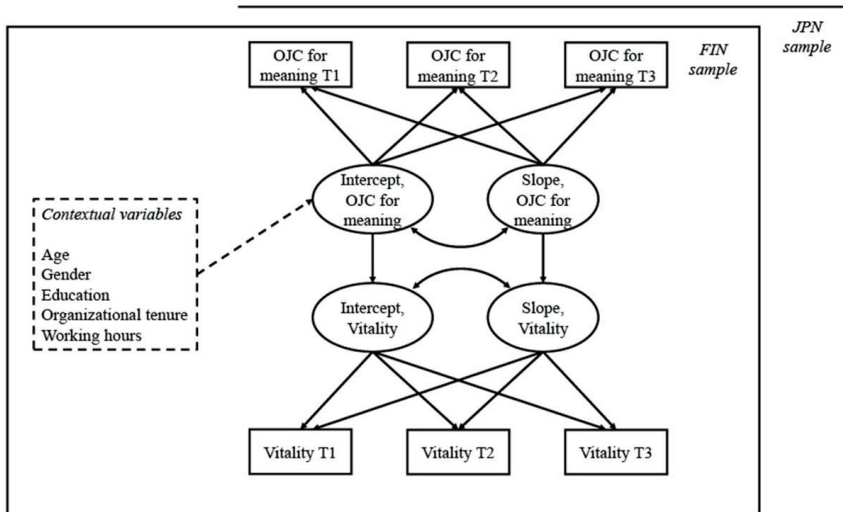 JPN
sample
FIN
sample
OJC for
meaning T1
OJC for
meaning T2
OJC for
meaning T3
Intercept,
OJC for
meaning
Slope,
OJC for
meaning
Contextual variables
Age
Gender
Education
Organizational tenure
Working hours
Intercept,
Vitality
Slope,
Vitality
Vitality T1
Vitality T2
Vitality T3